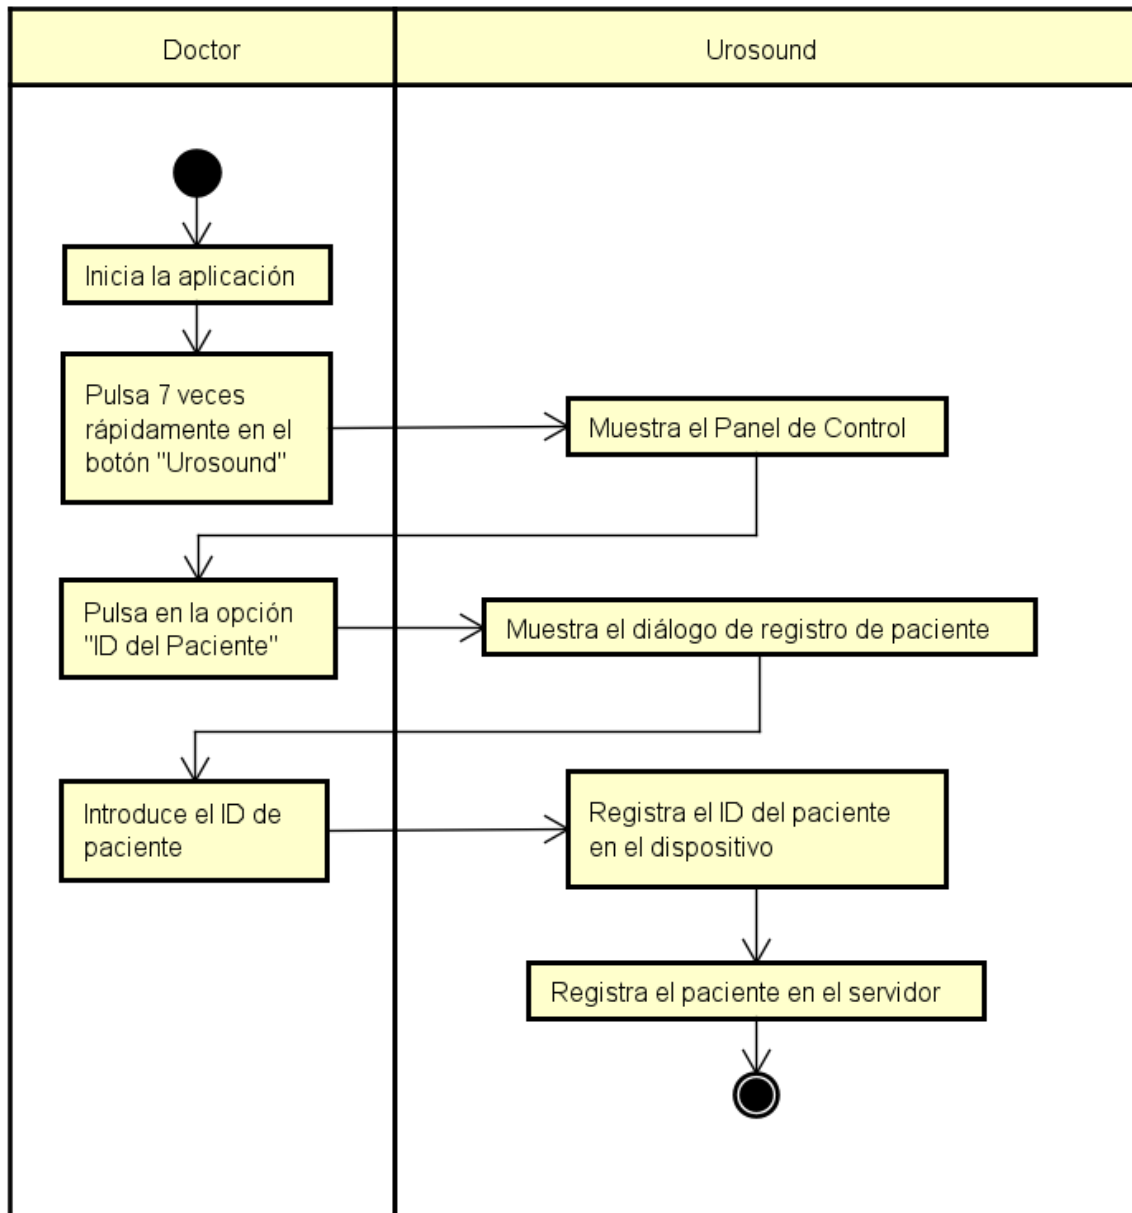 Doctor
Urosound
Inicia la aplicación
Pulsa 7 veces
rápidamente en el
botón "Urosound"
Muestra el Panel de Control
Pulsa en la opción
"ID del Paciente"
Muestra el diálogo de registro de paciente
Introduce el ID de
paciente
Registra el ID del paciente
en el dispositivo
Registra el paciente en el servidor